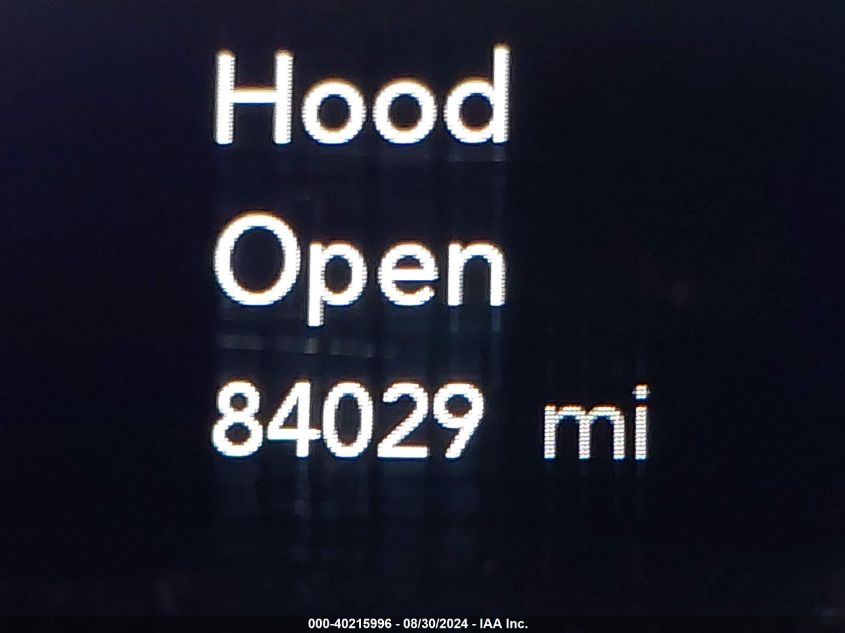 Hood
Open
84029 mi
000-40215996 - 08/30/2024 - IAA Inc.